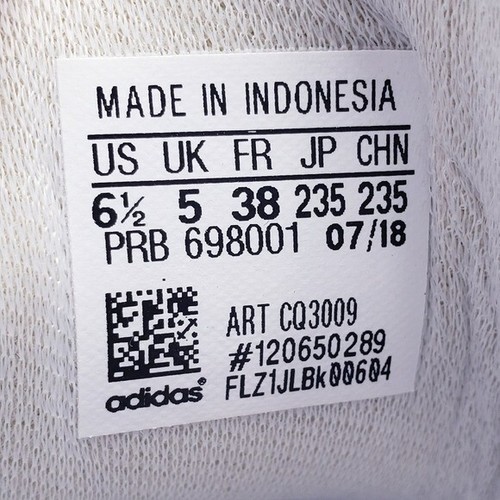 MADE IN INDONESIA
US UK FR JP CHN
6½ 5 38 235 235
PRB 698001 07/18
ART CQ3009
#120650289
FLZ1JLBk00604
adidas®